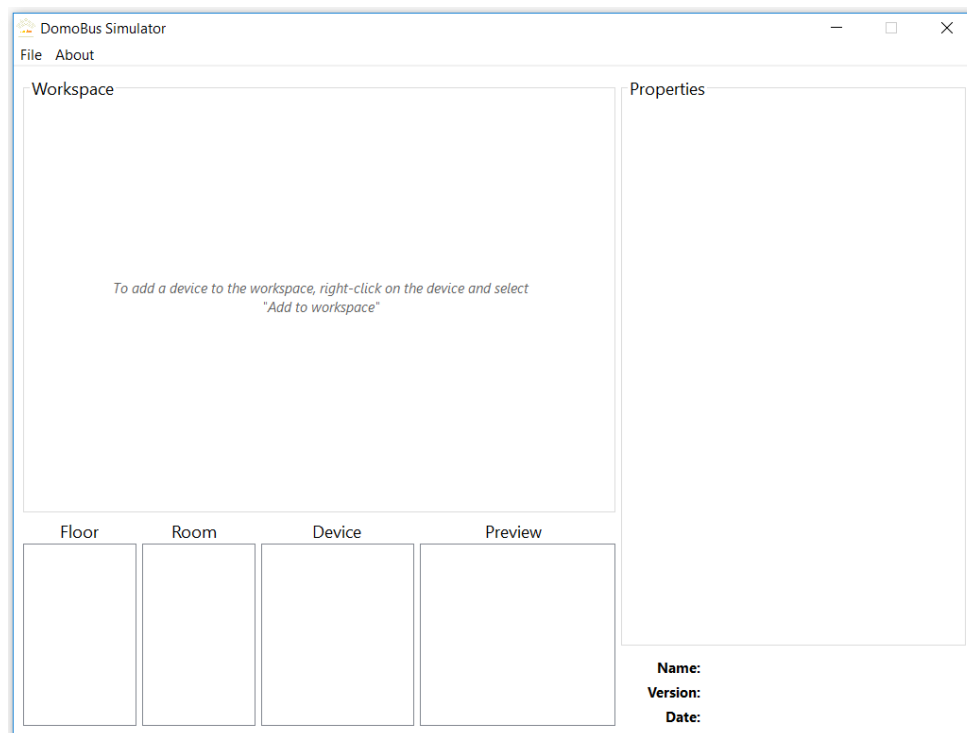 DomoBus Simulator
File About
Workspace
Properties
To add a device to the workspace, right-click on the device and select
"Add to workspace"
Floor Room Device Preview
Name:
Version:
Date: